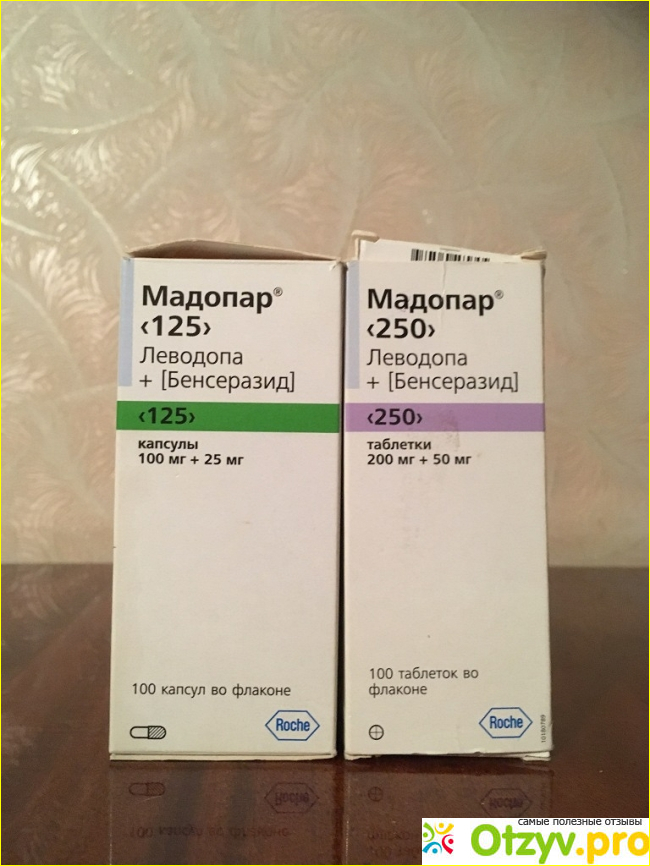 Мадопар®
‹125›
Леводопа
+ [Бенсеразид]
‹125›
капсулы
100 мг + 25 мг
100 капсул во флаконе
Roche
Мадопар®
‹250›
Леводопа
+ [Бенсеразид]
‹250›
таблетки
200 мг + 50 мг
100 таблеток во
флаконе
Roche
10180789
самые полезные отзывы
Otzyv.pro